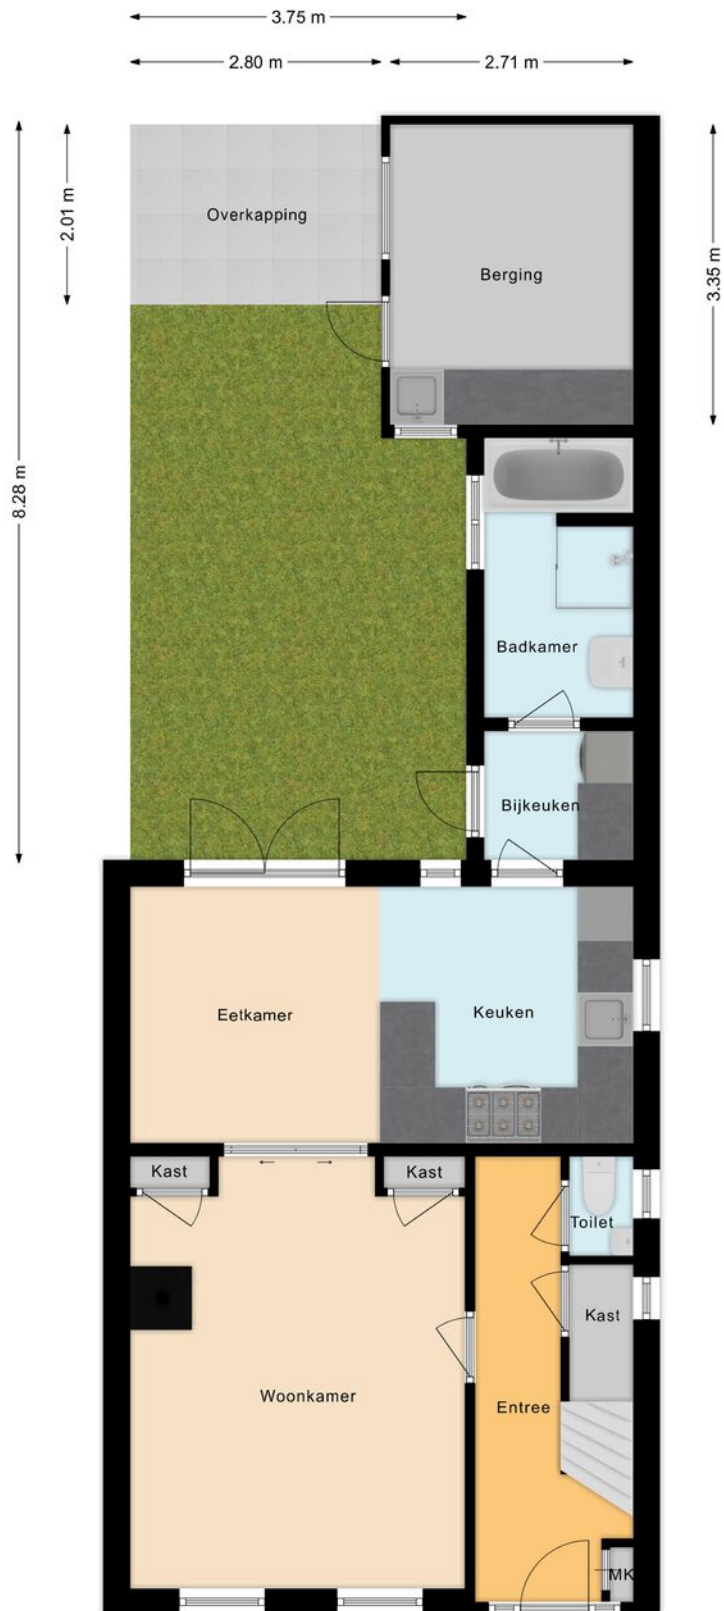 3.75 m
2.80 m
2.71 m
2.01 m
8.28 m
3.35 m
Overkapping
Berging
Badkamer
Bijkeuken
Eetkamer
Keuken
Kast
Kast
Toilet
Kast
Woonkamer
Entree
MK